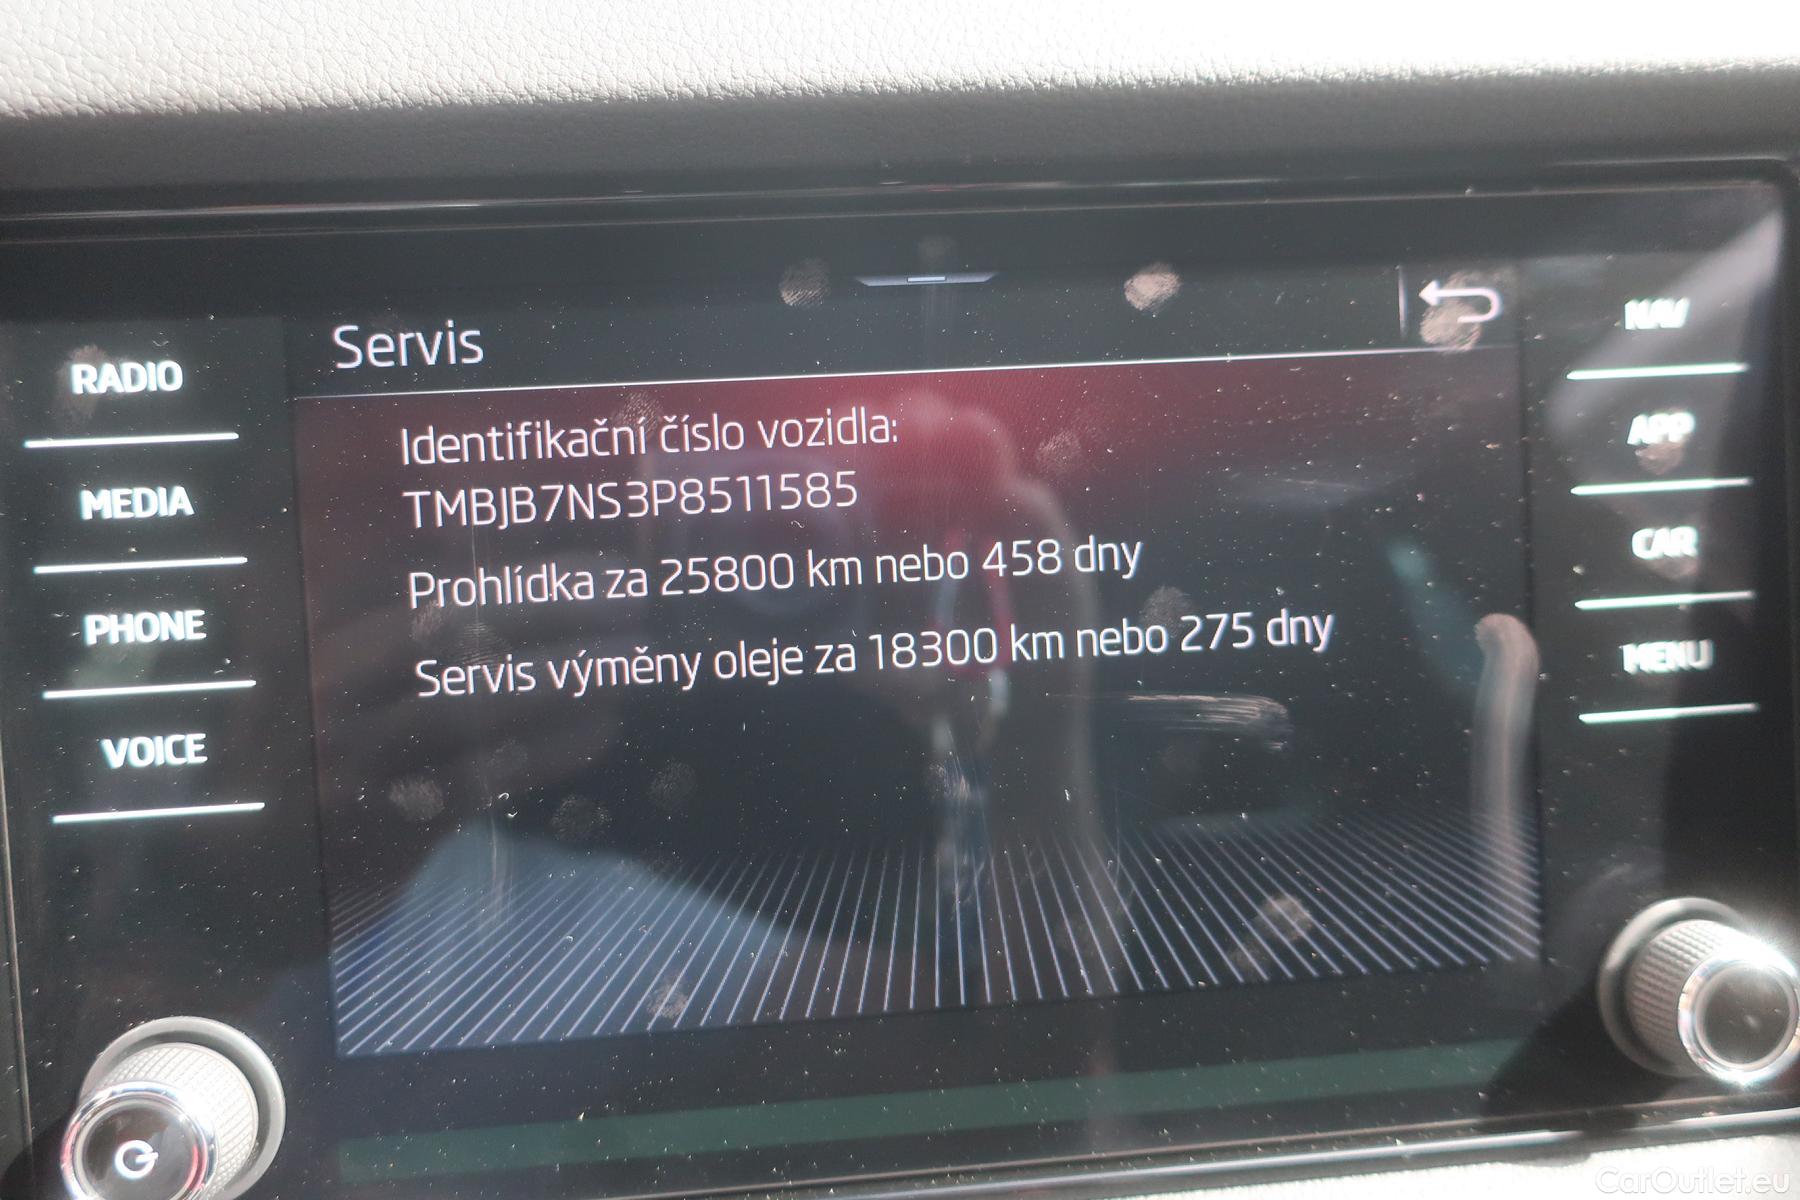 Servis
RADIO
MEDIA
PHONE
VOICE
Identifikační číslo vozidla:
TMBJB7NS3P8511585
Prohlídka za 25800 km nebo 458 dny
Servis výměny oleje za 18300 km nebo 275 dny
NAV
APP
CAR
MENU
CarOutlet.eu